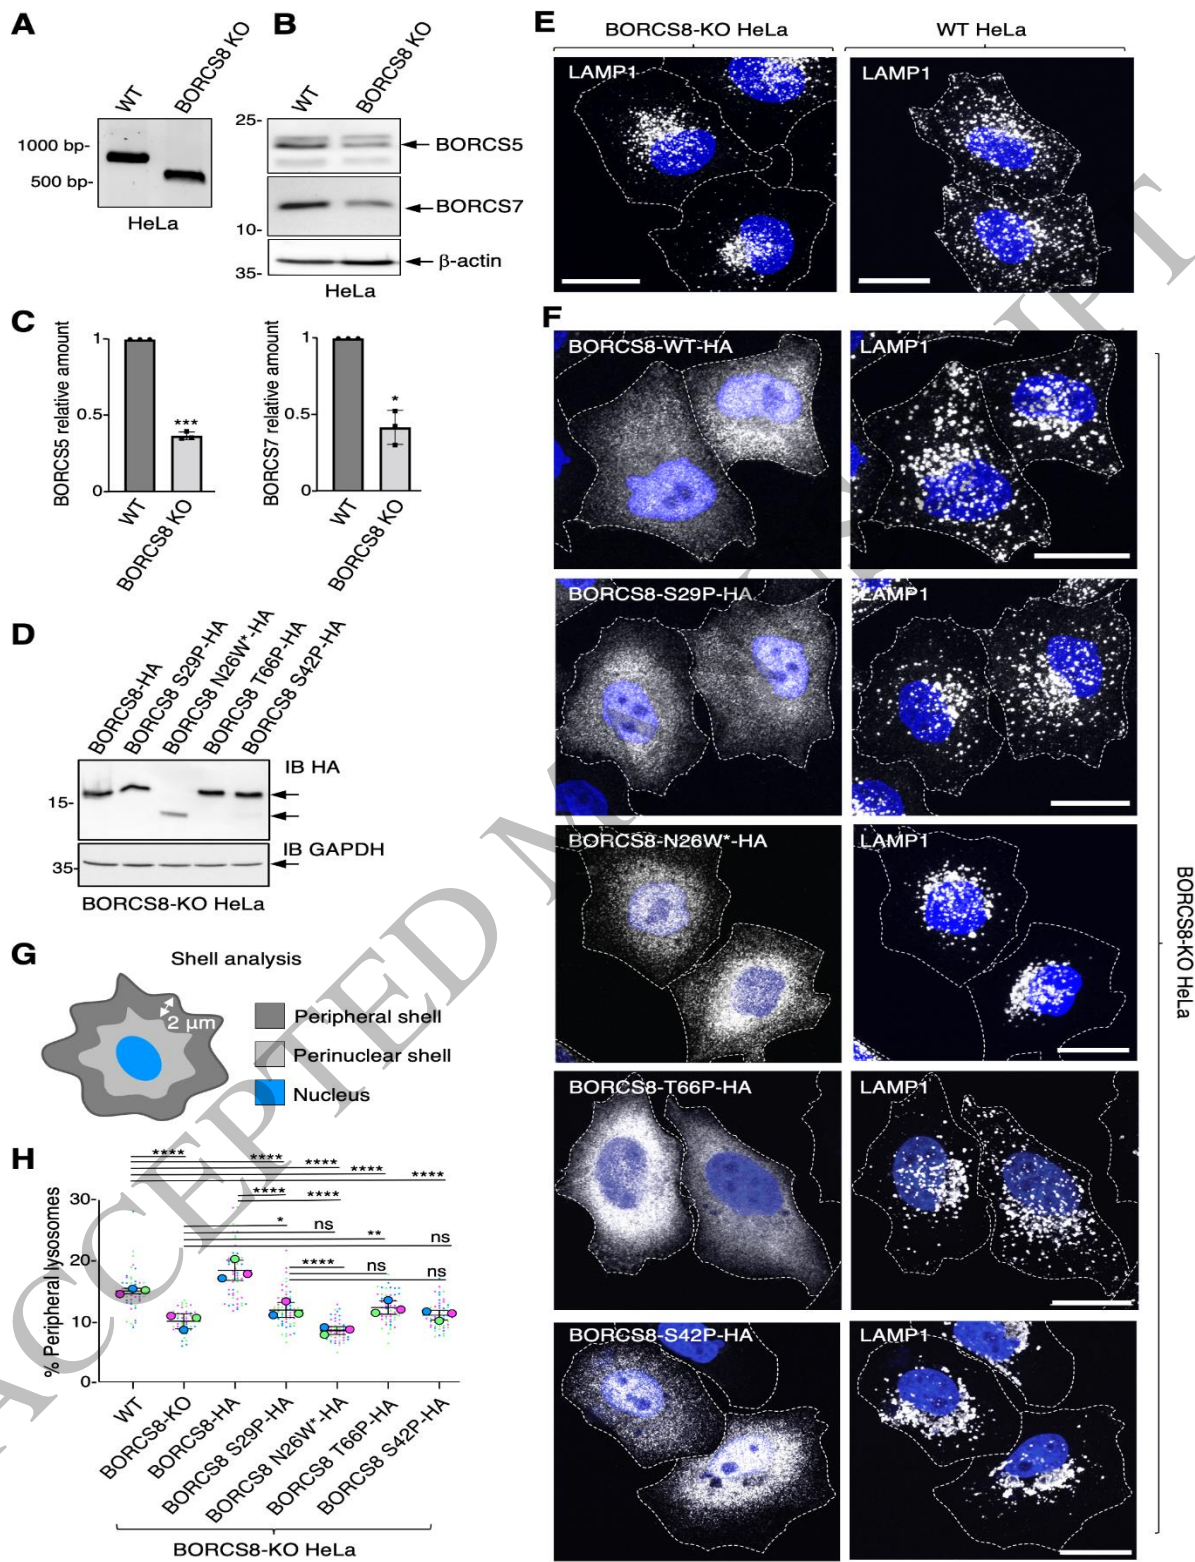 A
WT
BORCS8 KO
1000 bp-
500 bp-
HeLa
B
WT
BORCS8 KO
25-
BORCS5
BORCS7
10-
β-actin
35-
HeLa
C
BORCS5 relative amount
1
0.5
0
WT
BORCS8 KO
***
BORCS7 relative amount
1
0.5
0
WT
BORCS8 KO
*
D
BORCS8-HA
BORCS8 S29P-HA
BORCS8 N26W*-HA
BORCS8 T66P-HA
BORCS8 S42P-HA
IB HA
15-
IB GAPDH
35-
BORCS8-KO HeLa
E
BORCS8-KO HeLa
WT HeLa
LAMP1
LAMP1
F
BORCS8-WT-HA
LAMP1
BORCS8-S29P-HA
LAMP1
BORCS8-N26W*-HA
LAMP1
BORCS8-T66P-HA
LAMP1
BORCS8-S42P-HA
LAMP1
BORCS8-KO HeLa
G
Shell analysis
2 μm
Peripheral shell
Perinuclear shell
Nucleus
H
****
****
****
****
****
****
****
*
ns
**
ns
****
ns
ns
% Peripheral lysosomes
30
20
10
0
WT
BORCS8-KO
BORCS8-HA
BORCS8 S29P-HA
BORCS8 N26W*-HA
BORCS8 T66P-HA
BORCS8 S42P-HA
BORCS8-KO HeLa
ACCEPTED MANUSCRIPT